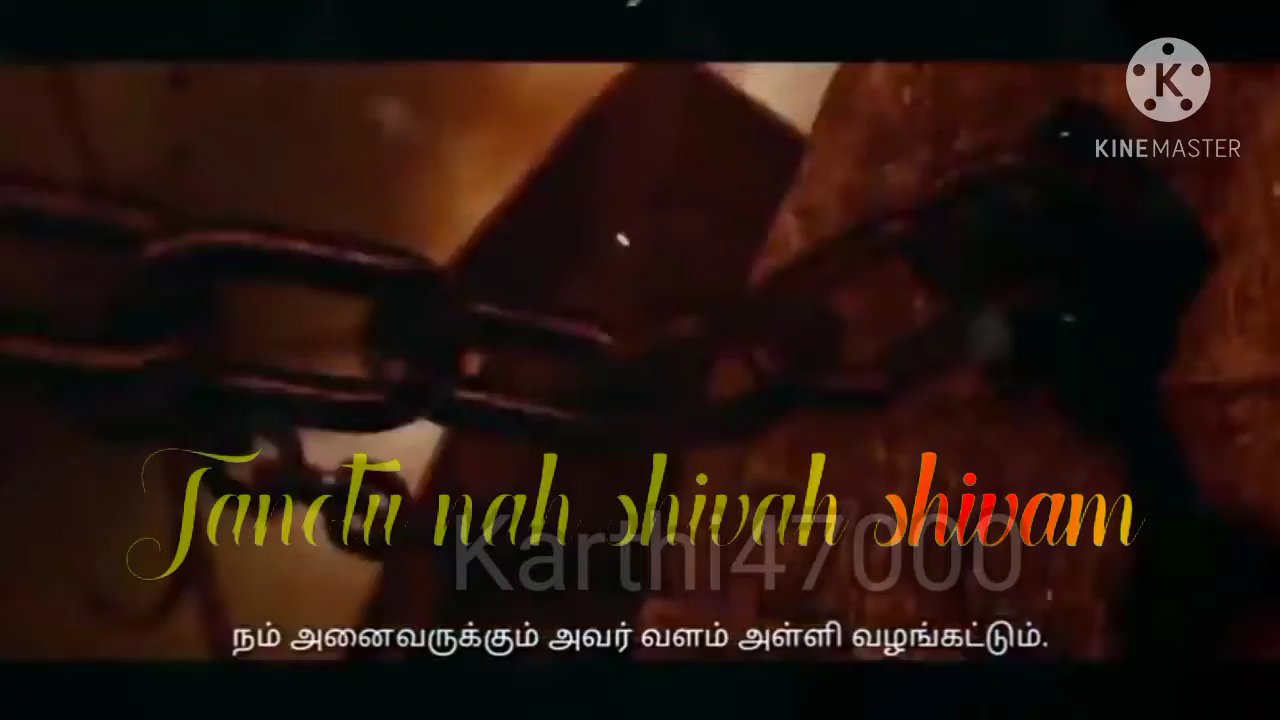 K
KINEMASTER
Tanotu nah shivah shivam
Karthi47000
நம் அனைவருக்கும் அவர் வளம் அள்ளி வழங்கட்டும்.